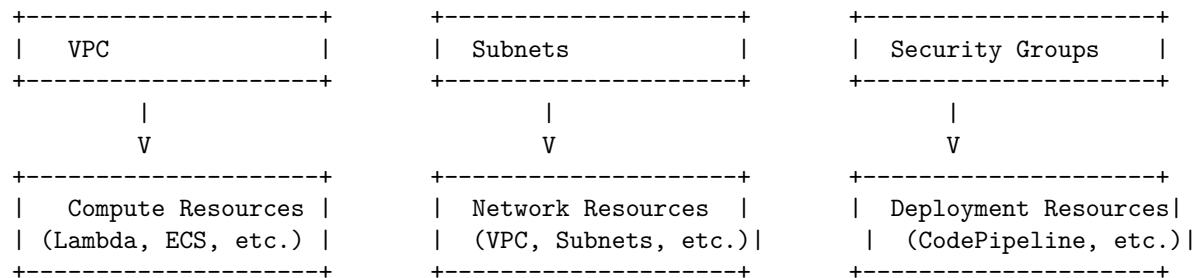 +---------------------+ +---------------------+ +---------------------+
| VPC | | Subnets | | Security Groups |
+---------------------+ +---------------------+ +---------------------+
| | |
V V V
+---------------------+ +---------------------+ +---------------------+
| Compute Resources | | Network Resources | | Deployment Resources|
| (Lambda, ECS, etc.) | | (VPC, Subnets, etc.)| | (CodePipeline, etc.)|
+---------------------+ +---------------------+ +---------------------+